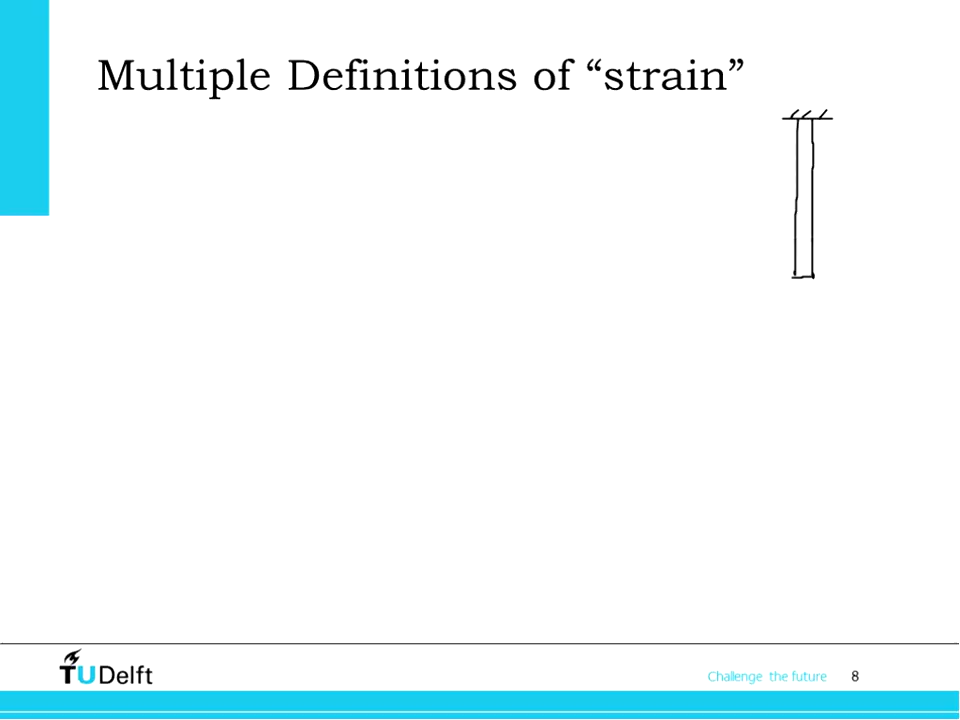 Multiple Definitions of “strain”
TUDelft
Challenge the future 8